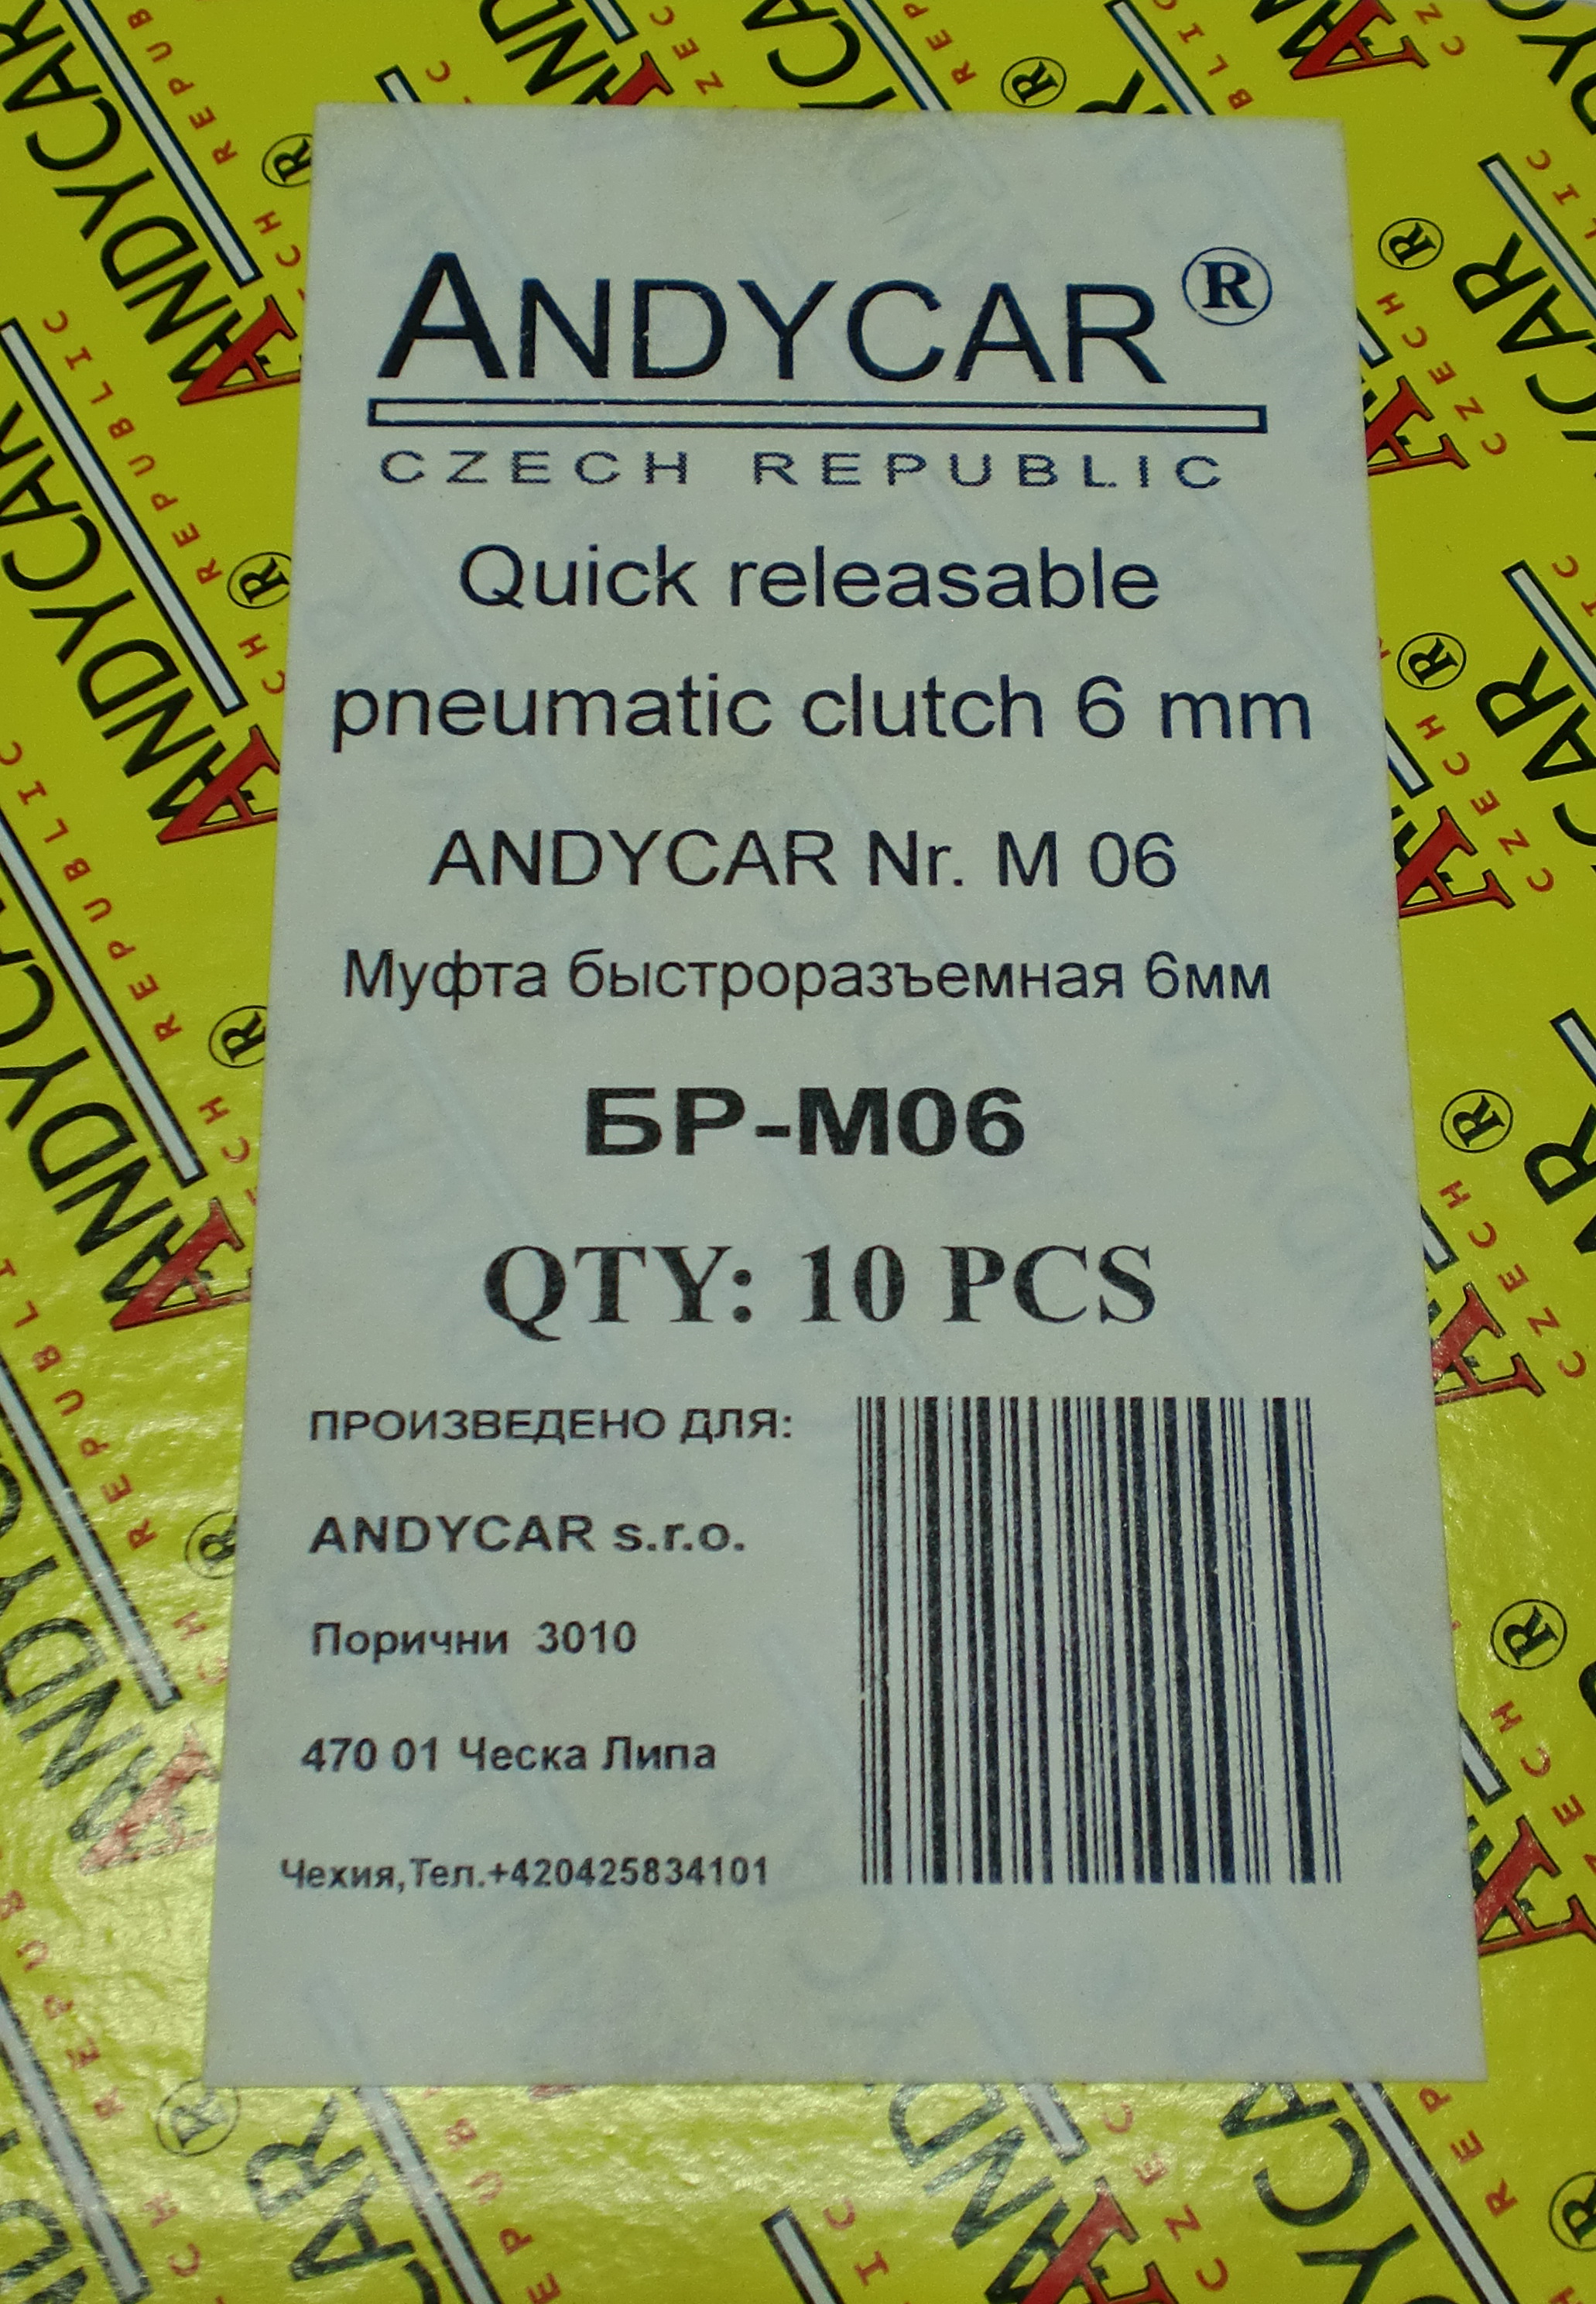 ANDYCAR®
CZECH REPUBLIC
Quick releasable
pneumatic clutch 6 mm
ANDYCAR Nr. M 06
Муфта быстроразъемная 6мм
БР-М06
QTY: 10 PCS
ПРОИЗВЕДЕНО ДЛЯ:
ANDYCAR s.r.o.
Порични 3010
470 01 Ческа Липа
Чехия,Тел.+420425834101